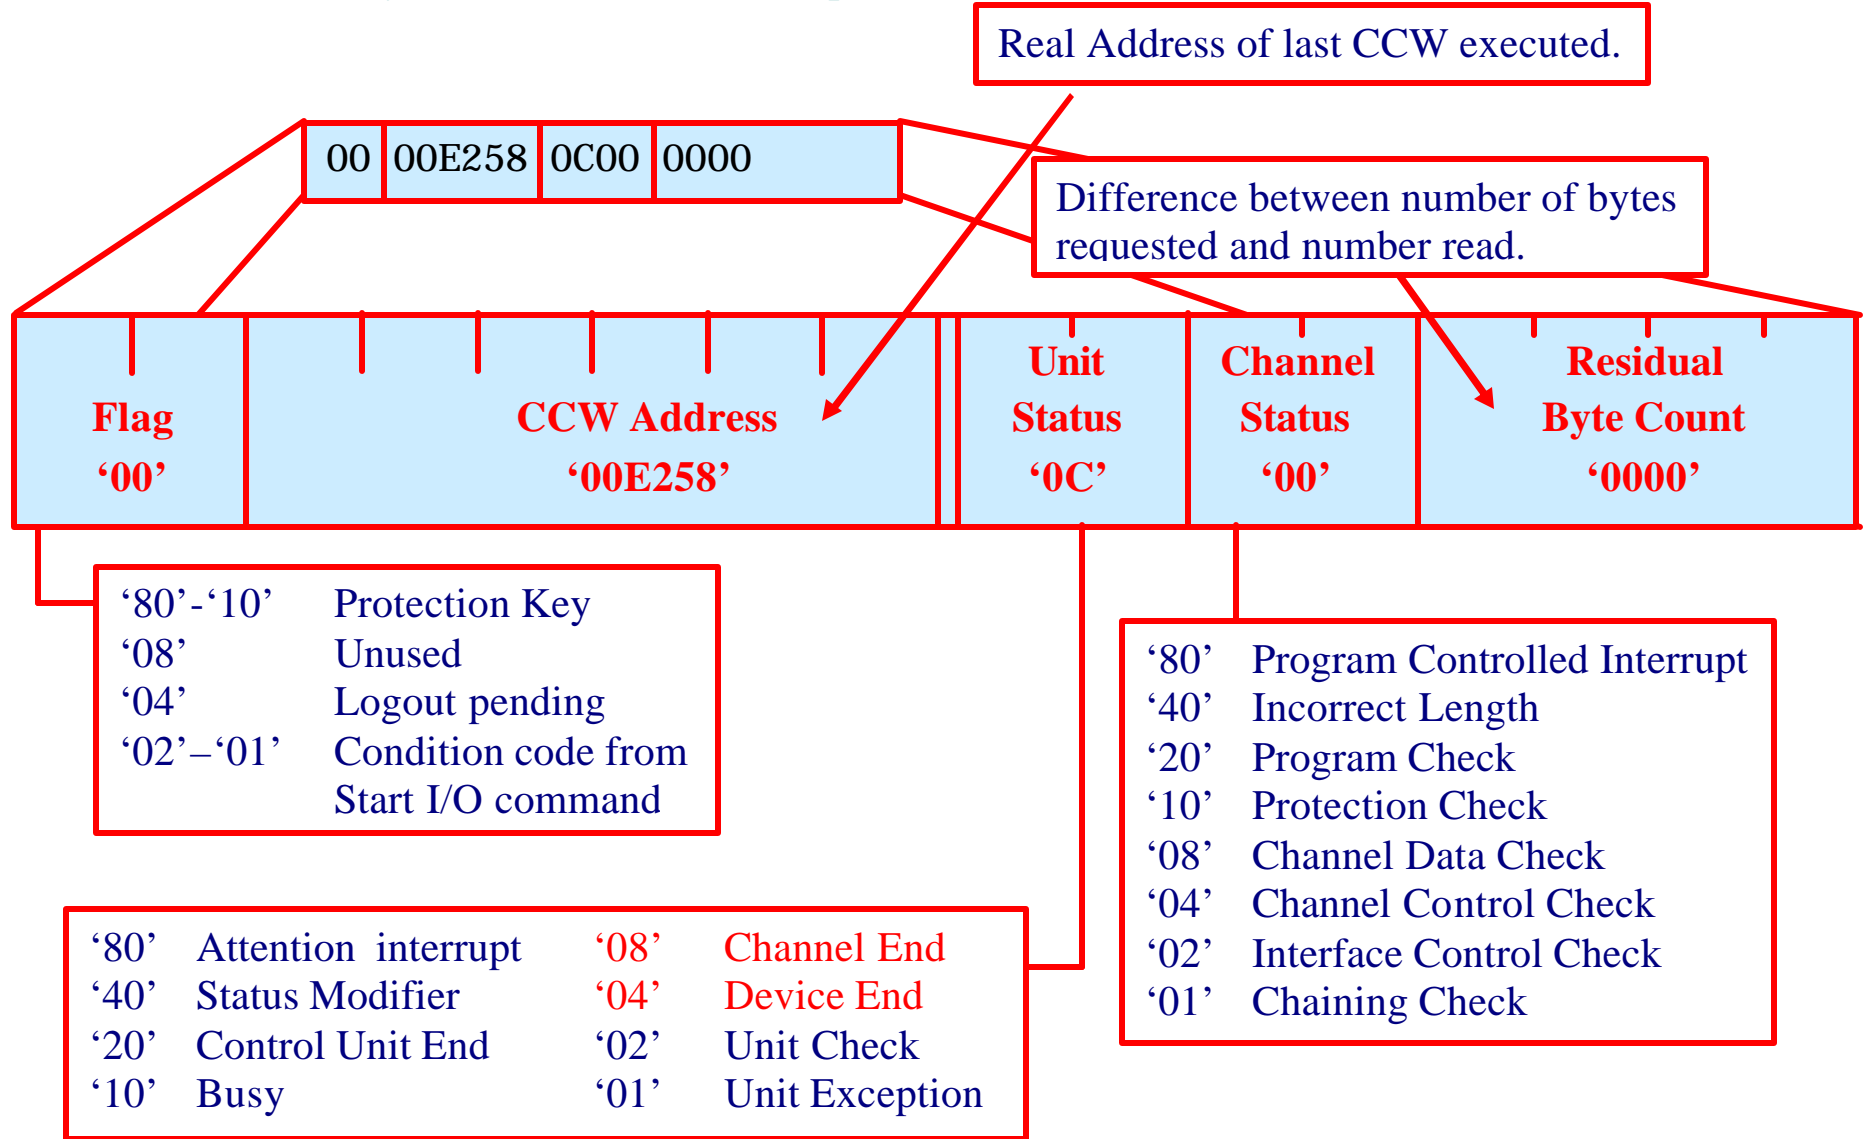 Real Address of last CCW executed.
00 00E258 0C00 0000
Difference between number of bytes
requested and number read.
Flag
‘00’
CCW Address
‘00E258’
Unit
Status
‘0C’
Channel
Status
‘00’
Residual
Byte Count
‘0000’
‘80’-‘10’ Protection Key
‘08’ Unused
‘04’ Logout pending
‘02’–‘01’ Condition code from
Start I/O command
‘80’ Program Controlled Interrupt
‘40’ Incorrect Length
‘20’ Program Check
‘10’ Protection Check
‘08’ Channel Data Check
‘04’ Channel Control Check
‘02’ Interface Control Check
‘01’ Chaining Check
‘80’ Attention interrupt ‘08’ Channel End
‘40’ Status Modifier ‘04’ Device End
‘20’ Control Unit End ‘02’ Unit Check
‘10’ Busy ‘01’ Unit Exception